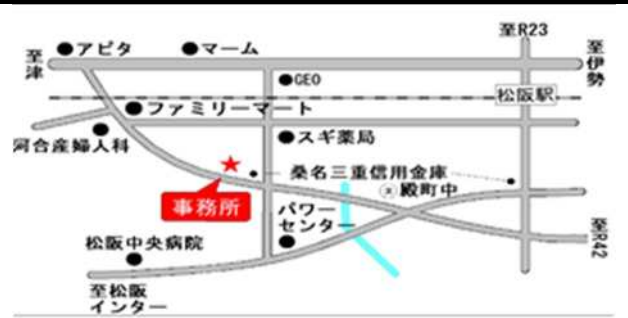 至R23
至津
アピタ
マーム
至伊勢
GEO
松阪駅
ファミリーマート
河合産婦人科
スギ薬局
桑名三重信用金庫
文 殿町中
事務所
パワー
センター
至R42
松阪中央病院
至松阪
インター